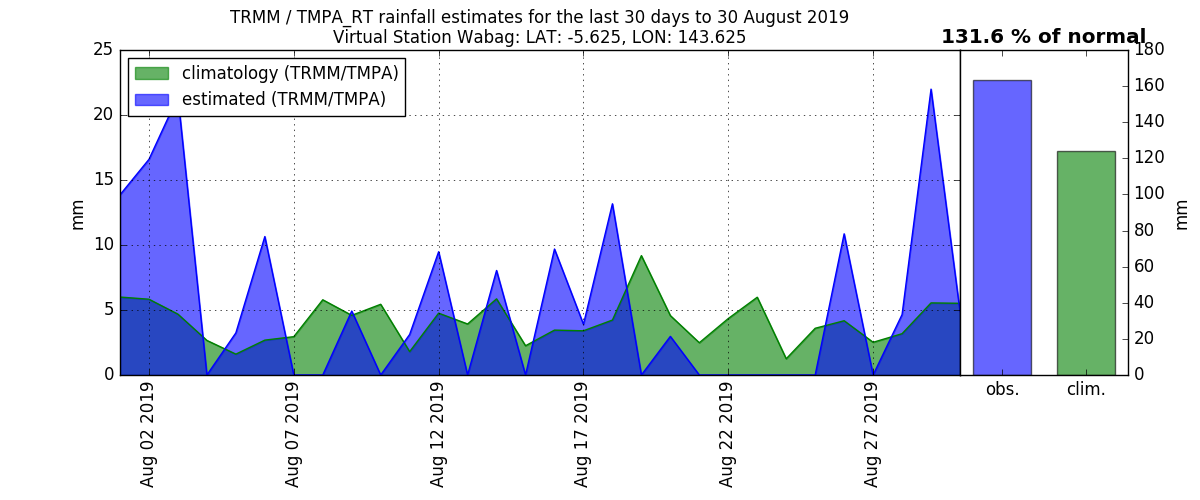 TRMM / TMPA_RT rainfall estimates for the last 30 days to 30 August 2019
Virtual Station Wabag: LAT: -5.625, LON: 143.625
131.6 % of normal
climatology (TRMM/TMPA)
estimated (TRMM/TMPA)
25
20
15
10
5
0
mm
180
160
140
120
100
80
60
40
20
0
mm
Aug 02 2019
Aug 07 2019
Aug 12 2019
Aug 17 2019
Aug 22 2019
Aug 27 2019
obs.
clim.